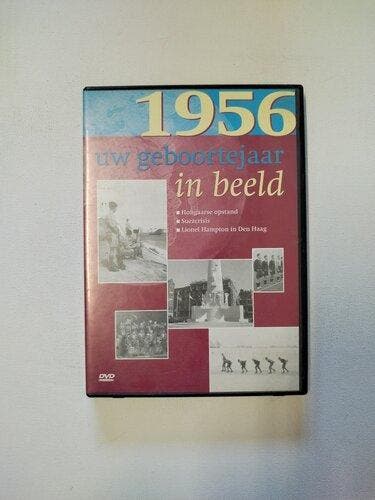 1956
uw geboortejaar
in beeld
■ Hongaarse opstand
■ Suezcrisis
■ Lionel Hampton in Den Haag
DVD